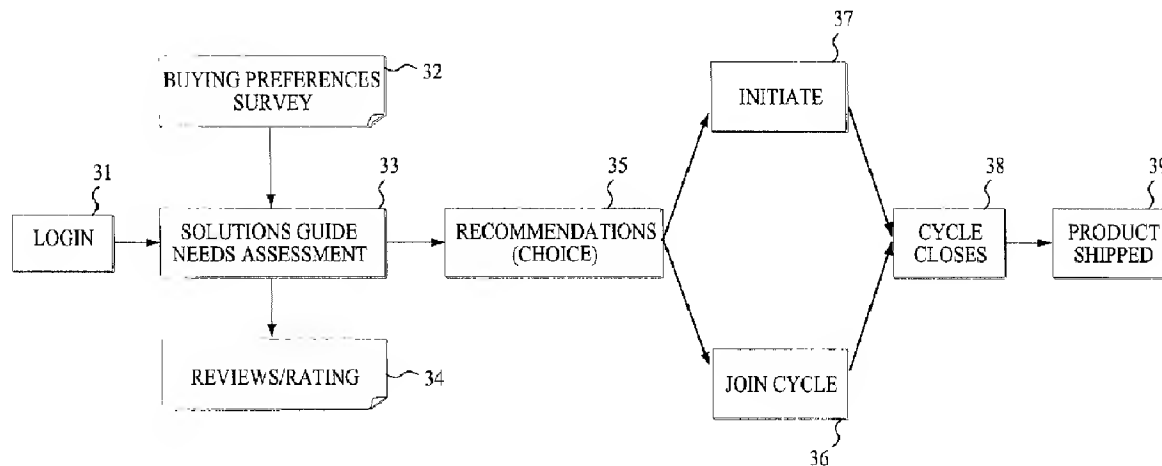 37
32
BUYING PREFERENCES
SURVEY
INITIATE
31
33
35
38
39
LOGIN
SOLUTIONS GUIDE
NEEDS ASSESSMENT
RECOMMENDATIONS
(CHOICE)
CYCLE
CLOSES
PRODUCT
SHIPPED
REVIEWS/RATING
34
JOIN CYCLE
36